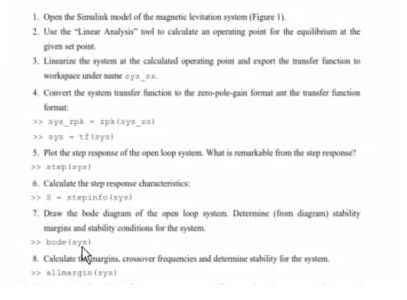 1. Open the Simulink model of the magnetic levitation system (Figure 1).
2. Use the "Linear Analysis" tool to calculate an operating point for the equilibrium at the
given set point.
3. Linearize the system at the calculated operating point and export the transfer function to
workspace under name sys_ss.
4. Convert the system transfer function to the zero-pole-gain format ant the transfer function
format:
>> sys_zpk = zpk(sys_ss)
>> sys = tf(sys)
5. Plot the step response of the open loop system. What is remarkable from the step response?
>> step(sys)
6. Calculate the step response characteristics:
>> S = stepinfo(sys)
7. Draw the bode diagram of the open loop system. Determine (from diagram) stability
margins and stability conditions for the system.
>> bode(sys)
8. Calculate margins, crossover frequencies and determine stability for the system.
>> allmargin(sys)